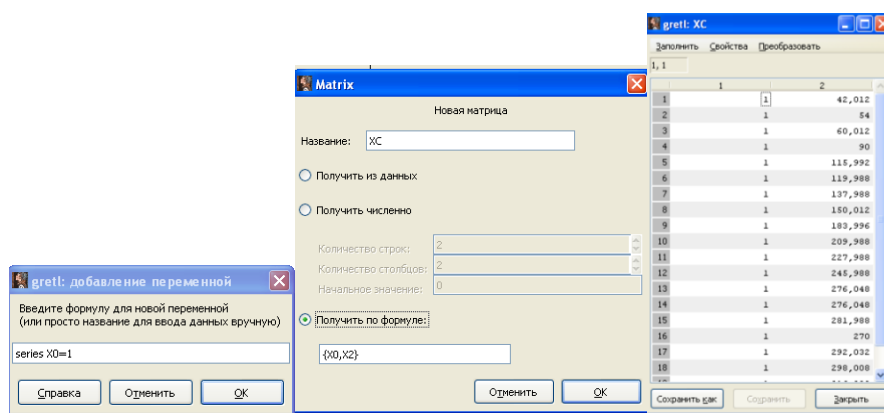 gretl: добавление переменной
Введите формулу для новой переменной
(или просто название для ввода данных вручную)
series X0=1
Справка
Отменить
OK
Matrix
Новая матрица
Название:
XC
Получить из данных
Получить численно
Количество строк:
2
Количество столбцов:
2
Начальное значение:
0
Получить по формуле:
{X0,X2}
Отменить
OK
gretl: XC
Заполнить Свойства Преобразовать
1, 1
1 2
1 1 42,012
2 1 54
3 1 60,012
4 1 90
5 1 115,992
6 1 119,988
7 1 137,988
8 1 150,012
9 1 183,996
10 1 209,988
11 1 227,988
12 1 245,988
13 1 276,048
14 1 276,048
15 1 281,988
16 1 270
17 1 292,032
18 1 298,008
Сохранить как
Сохранить
Закрыть